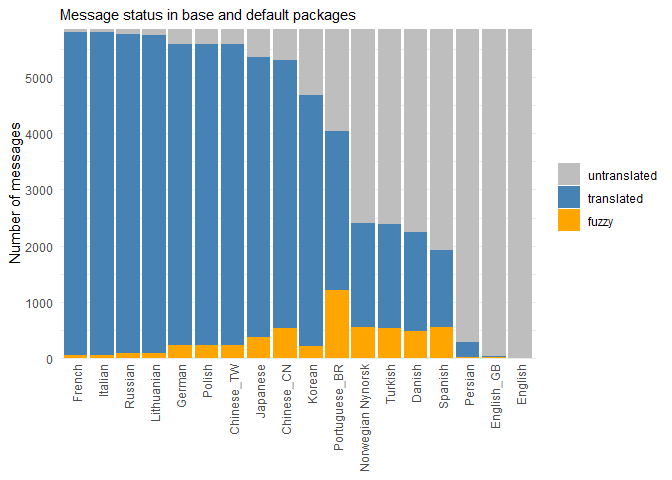 Message status in base and default packages
Number of messages
5000
4000
3000
2000
1000
0
French
Italian
Russian
Lithuanian
German
Polish
Chinese_TW
Japanese
Chinese_CN
Korean
Portuguese_BR
Norwegian Nynorsk
Turkish
Danish
Spanish
Persian
English_GB
English
untranslated
translated
fuzzy